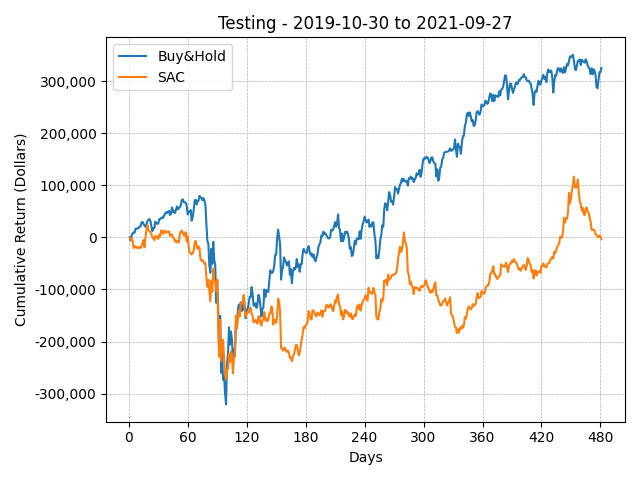 Testing - 2019-10-30 to 2021-09-27
Buy&Hold
SAC
Cumulative Return (Dollars)
300,000
200,000
100,000
0
-100,000
-200,000
-300,000
0 60 120 180 240 300 360 420 480
Days